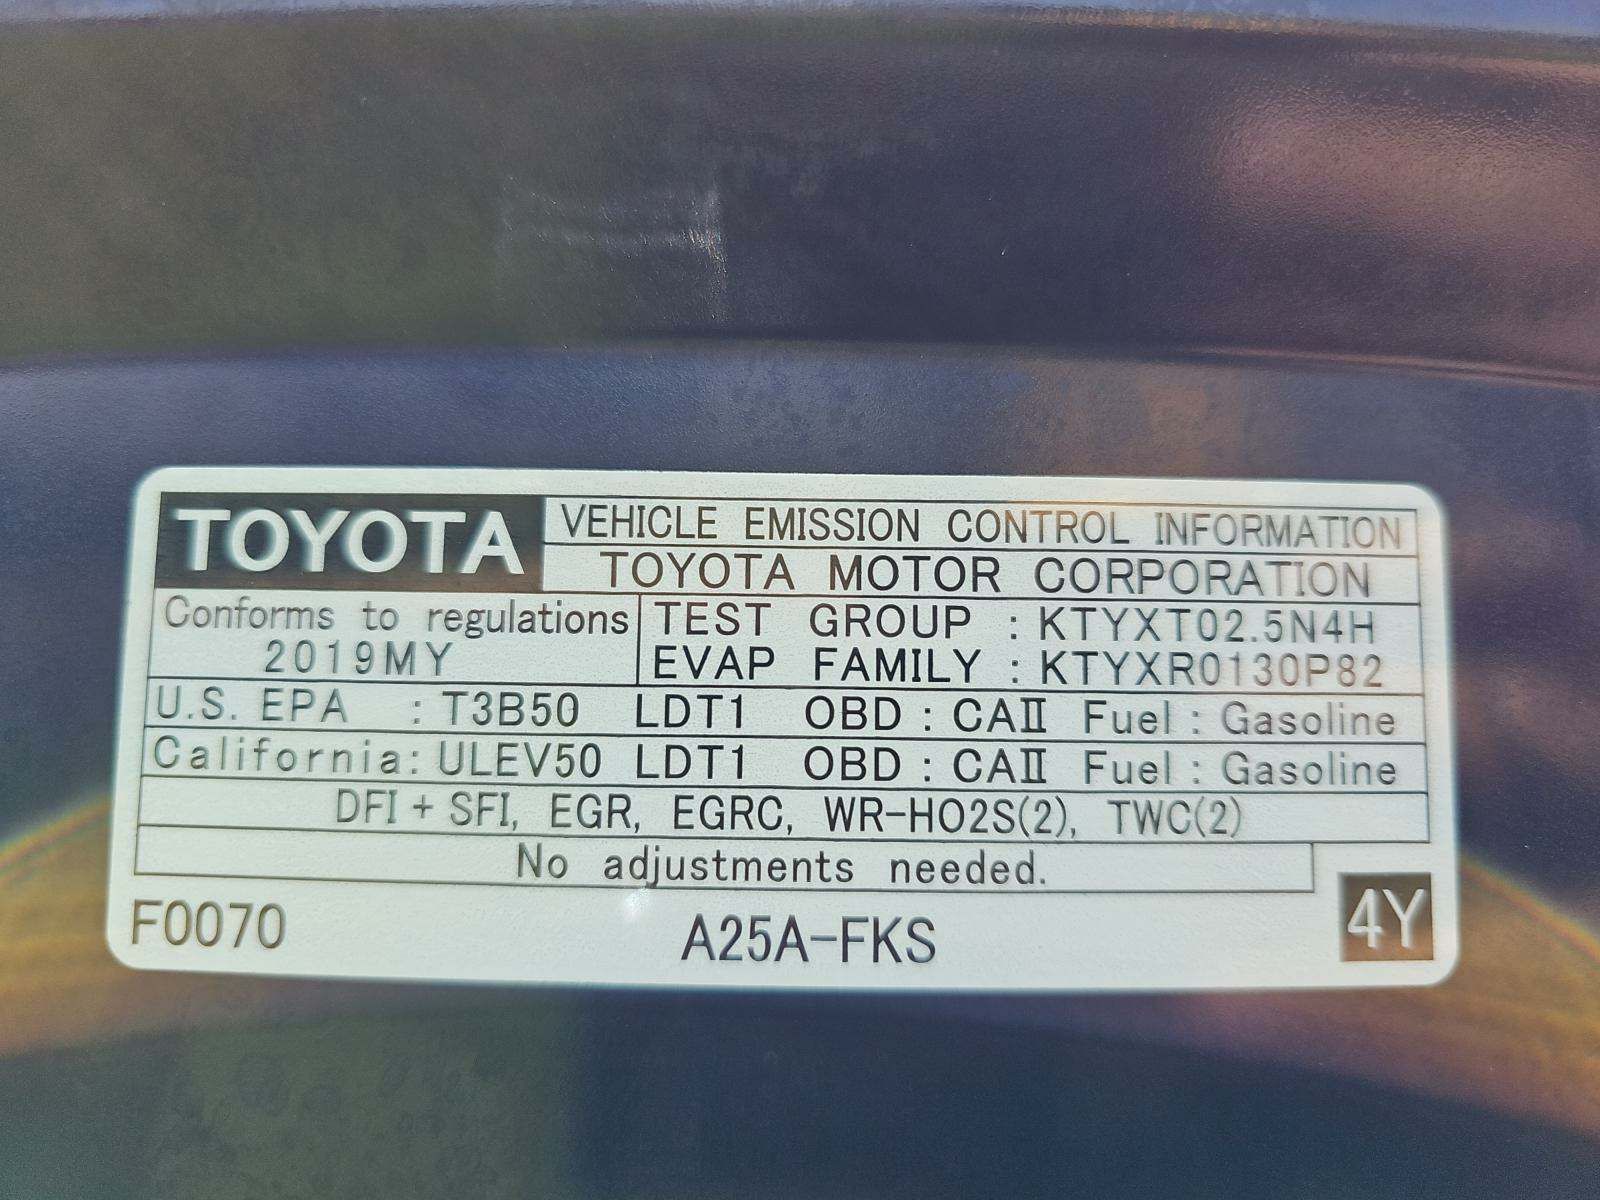 TOYOTA VEHICLE EMISSION CONTROL INFORMATION
TOYOTA MOTOR CORPORATION
Conforms to regulations
2019MY
TEST GROUP : KTYXT02.5N4H
EVAP FAMILY : KTYXR0130P82
U.S. EPA : T3B50 LDT1 OBD : CAII Fuel : Gasoline
California: ULEV50 LDT1 OBD : CAII Fuel : Gasoline
DFI + SFI, EGR, EGRC, WR-HO2S(2), TWC(2)
No adjustments needed.
F0070 A25A-FKS 4Y